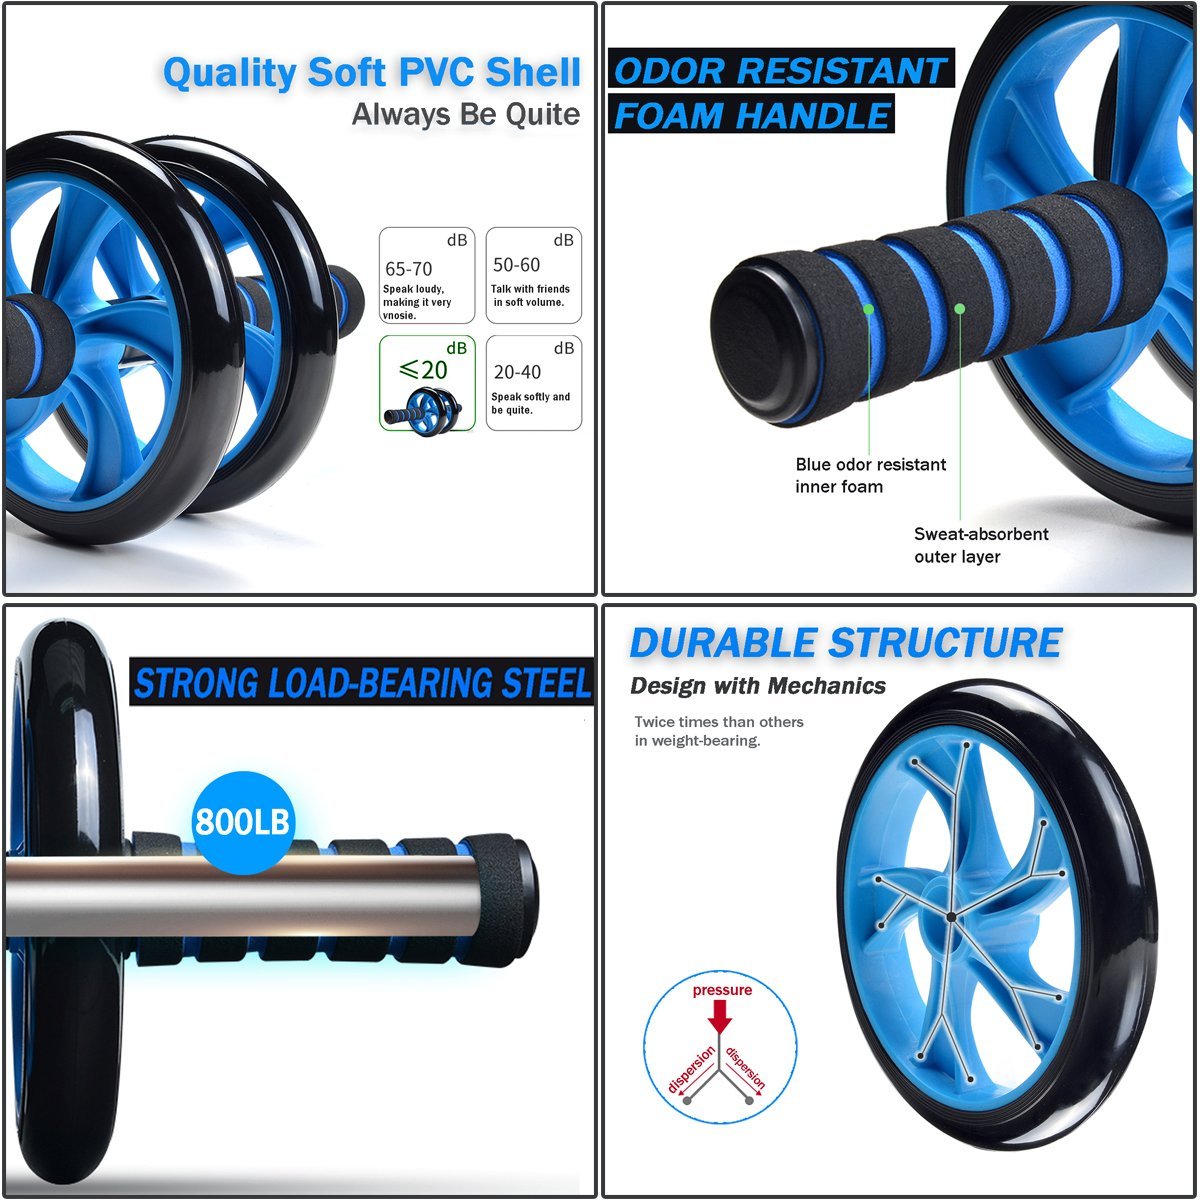 Quality Soft PVC Shell
Always Be Quite
dB
65-70
Speak loudy,
making it very
vnosie.
dB
50-60
Talk with friends
in soft volume.
dB
≤20
dB
20-40
Speak softly and
be quite.
ODOR RESISTANT
FOAM HANDLE
Blue odor resistant
inner foam
Sweat-absorbent
outer layer
STRONG LOAD-BEARING STEEL
800LB
DURABLE STRUCTURE
Design with Mechanics
Twice times than others
in weight-bearing.
pressure
dispersion
dispersion